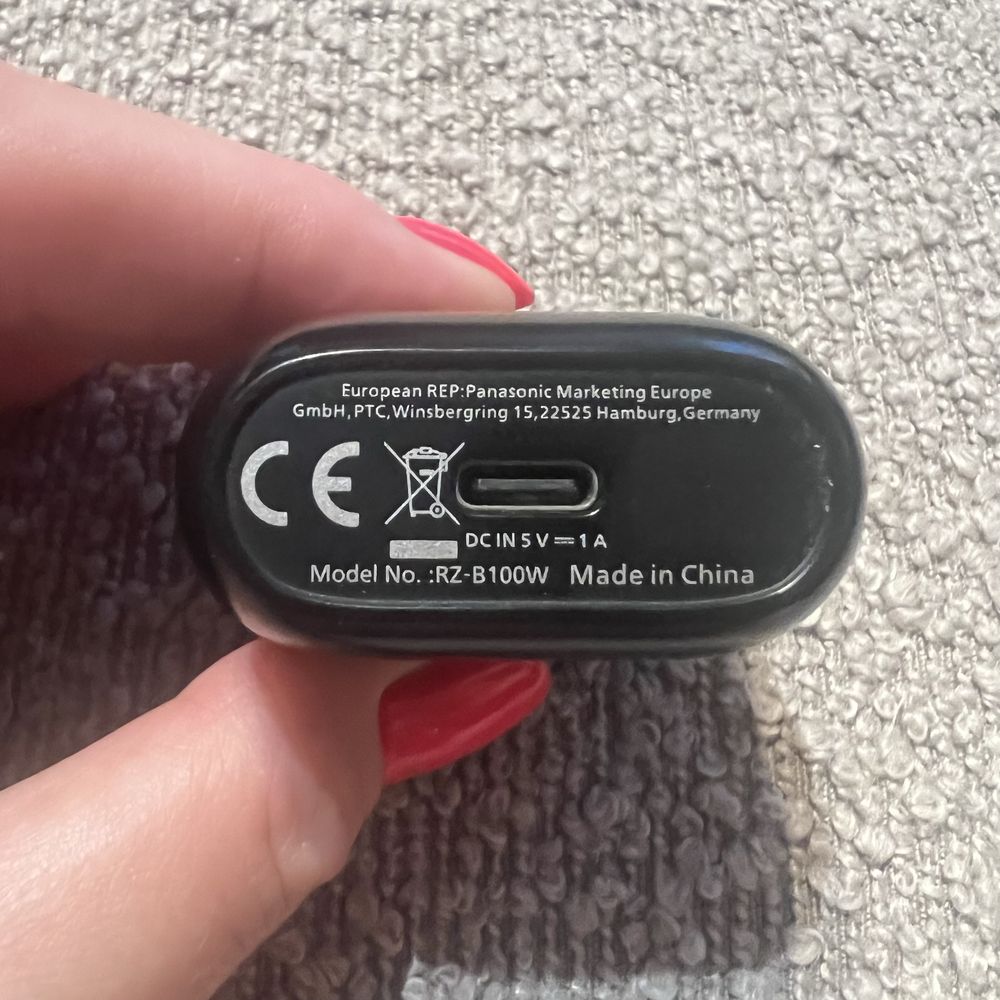 European REP:Panasonic Marketing Europe
GmbH,PTC,Winsbergring 15,22525 Hamburg,Germany
CE
DC IN 5 V ⎓ 1 A
Model No. :RZ-B100W Made in China